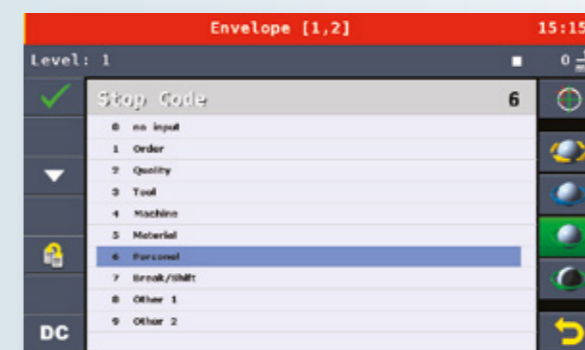 Envelope [1,2] 15:15
Level: 1 0
Stop Code 6
0 no input
1 Order
2 Quality
3 Tool
4 Machine
5 Material
6 Personel
7 Break/Shift
8 Other 1
9 Other 2
DC